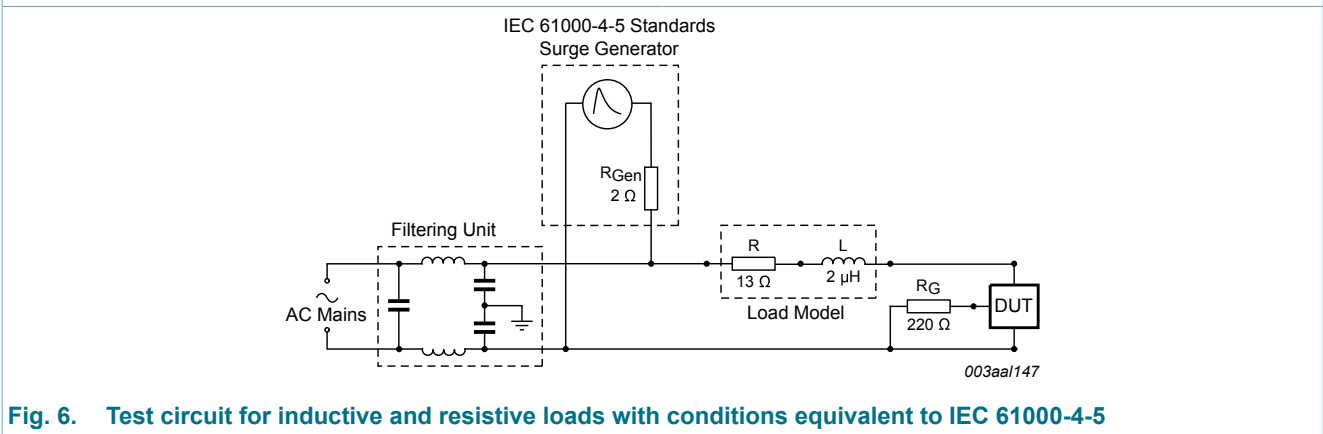 IEC 61000-4-5 Standards
Surge Generator
RGen
2 Ω
Filtering Unit
R
L
13 Ω
2 µH
Load Model
RG
220 Ω
DUT
AC Mains
003aal147
Fig. 6. Test circuit for inductive and resistive loads with conditions equivalent to IEC 61000-4-5